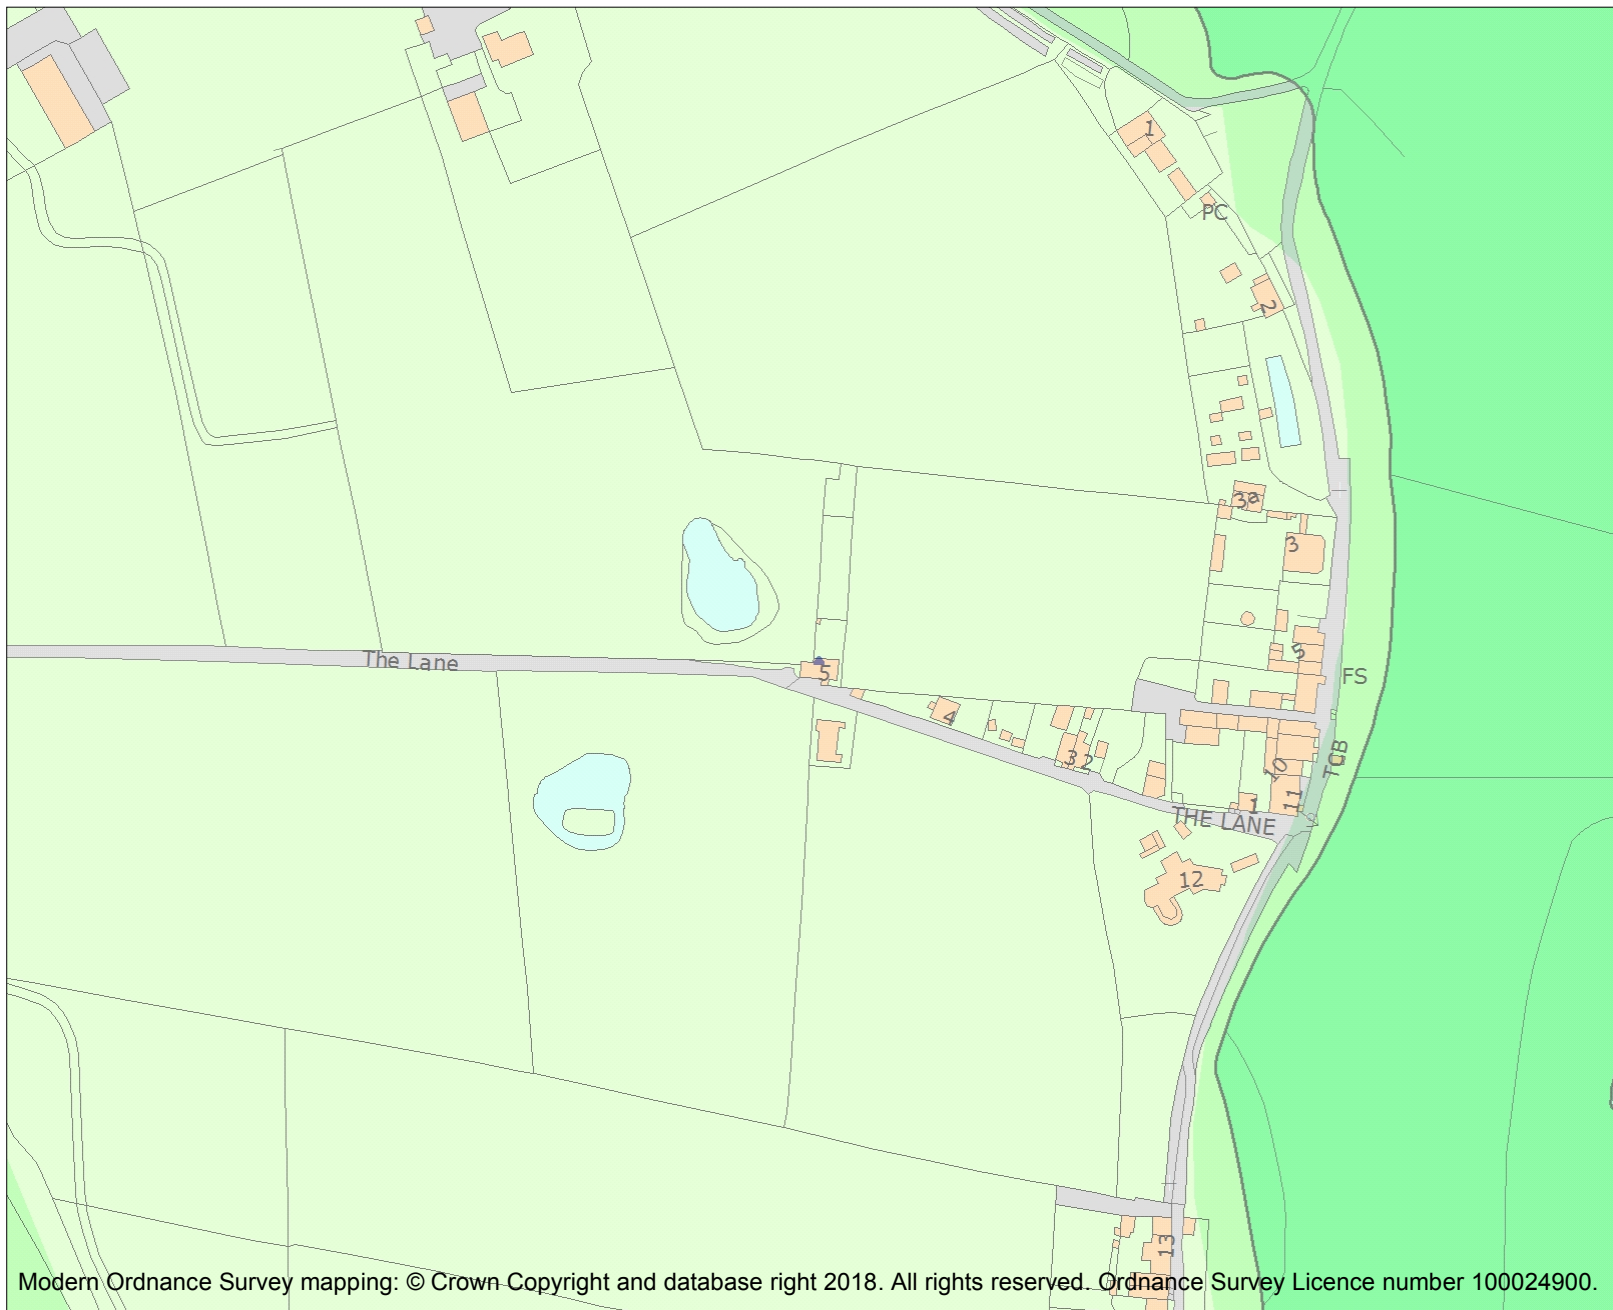 1
PC
2
3a
3
5
FS
The Lane
5
4
3 2
10
TCB
11
1
THE LANE
12
13
Modern Ordnance Survey mapping: © Crown Copyright and database right 2018. All rights reserved. Ordnance Survey Licence number 100024900.